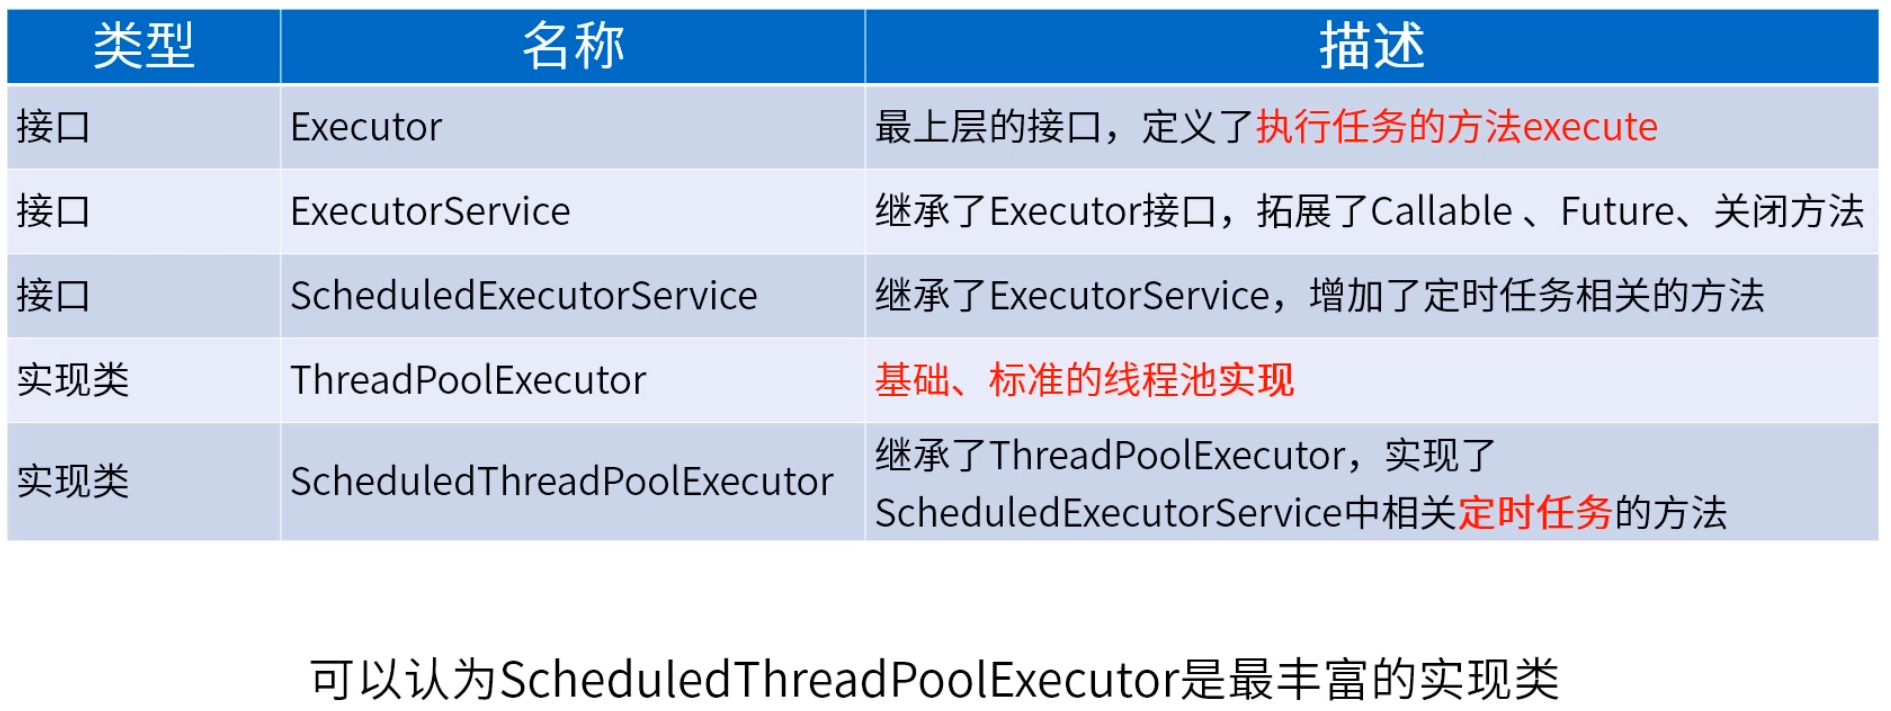 类型 名称 描述
接口 Executor 最上层的接口，定义了执行任务的方法execute
接口 ExecutorService 继承了Executor接口，拓展了Callable 、Future、关闭方法
接口 ScheduledExecutorService 继承了ExecutorService，增加了定时任务相关的方法
实现类 ThreadPoolExecutor 基础、标准的线程池实现
实现类 ScheduledThreadPoolExecutor 继承了ThreadPoolExecutor，实现了
ScheduledExecutorService中相关定时任务的方法
可以认为ScheduledThreadPoolExecutor是最丰富的实现类